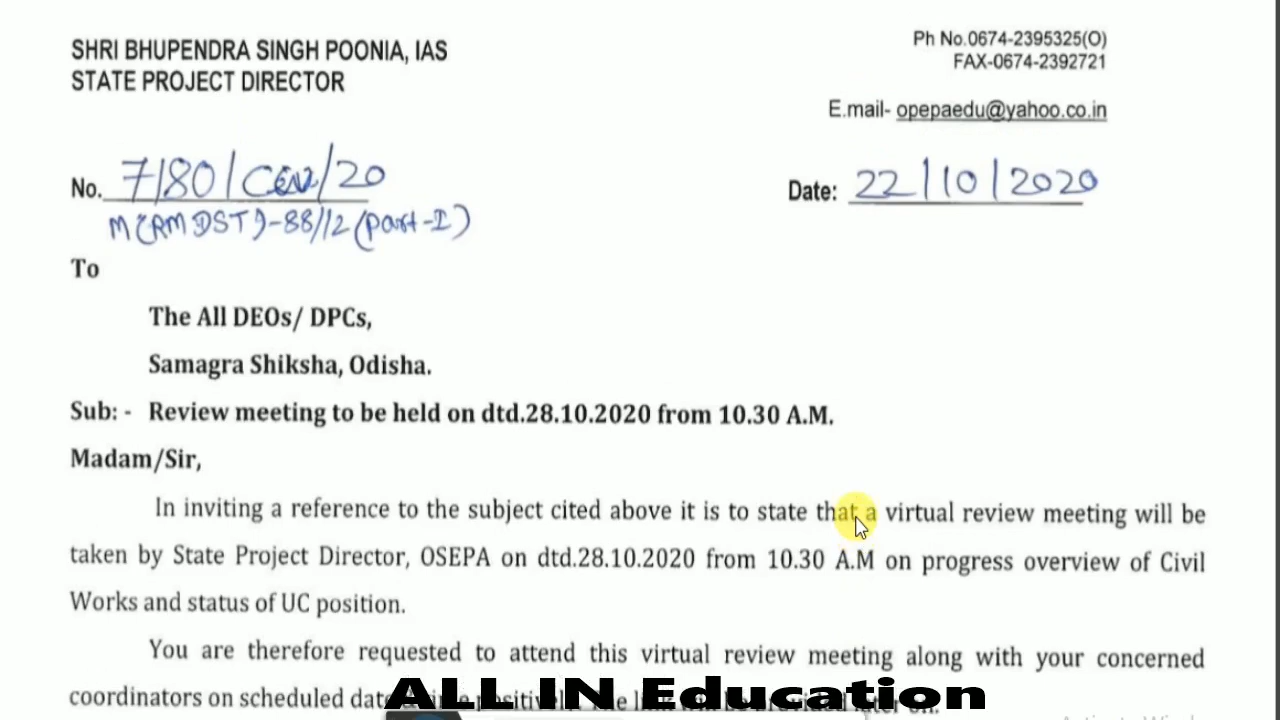 SHRI BHUPENDRA SINGH POONIA, IAS
STATE PROJECT DIRECTOR
Ph No.0674-2395325(O)
FAX-0674-2392721
E.mail- opepaedu@yahoo.co.in
No. 7180/Civil/20
Date: 22/10/2020
-88/12 (Part-I)
To
The All DEOs/ DPCs,
Samagra Shiksha, Odisha.
Sub: - Review meeting to be held on dtd.28.10.2020 from 10.30 A.M.
Madam/Sir,
In inviting a reference to the subject cited above it is to state that a virtual review meeting will be
taken by State Project Director, OSEPA on dtd.28.10.2020 from 10.30 A.M on progress overview of Civil
Works and status of UC position.
You are therefore requested to attend this virtual review meeting along with your concerned
coordinators on scheduled
ALL IN Education